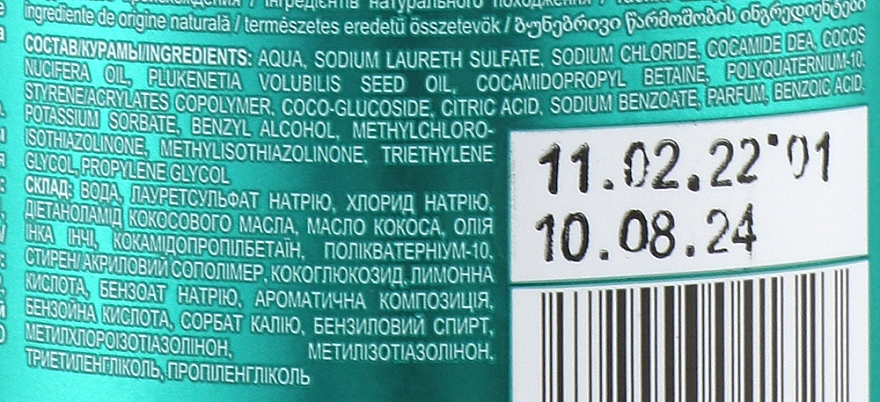 ingredient de origine naturală / természetes eredetű összetevők / ბუნებრივი წარმოშობის ინგრედიენტები
СОСТАВ/КУРАМЫ/INGREDIENTS: AQUA, SODIUM LAURETH SULFATE, SODIUM CHLORIDE, COCAMIDE DEA, COCOS
NUCIFERA OIL, PLUKENETIA VOLUBILIS SEED OIL, COCAMIDOPROPYL BETAINE, POLYQUATERNIUM-10,
STYRENE/ACRYLATES COPOLYMER, COCO-GLUCOSIDE, CITRIC ACID, SODIUM BENZOATE, PARFUM, BENZOIC ACID,
POTASSIUM SORBATE, BENZYL ALCOHOL, METHYLCHLORO-
ISOTHIAZOLINONE, METHYLISOTHIAZOLINONE, TRIETHYLENE
GLYCOL, PROPYLENE GLYCOL
СКЛАД: ВОДА, ЛАУРЕТСУЛЬФАТ НАТРІЮ, ХЛОРИД НАТРІЮ,
ДІЕТАНОЛАМІД КОКОСОВОГО МАСЛА, МАСЛО КОКОСА, ОЛІЯ
ІНКА ІНЧІ, КОКАМІДОПРОПІЛБЕТАЇН, ПОЛІКВАТЕРНІУМ-10,
СТИРЕН/АКРИЛОВИЙ СОПОЛІМЕР, КОКОГЛЮКОЗИД, ЛИМОННА
КИСЛОТА, БЕНЗОАТ НАТРІЮ, АРОМАТИЧНА КОМПОЗИЦІЯ,
БЕНЗОЙНА КИСЛОТА, СОРБАТ КАЛІЮ, БЕНЗИЛОВИЙ СПИРТ,
МЕТИЛХЛОРОІЗОТІАЗОЛІНОН, МЕТИЛІЗОТІАЗОЛІНОН,
ТРИЕТИЛЕНГЛІКОЛЬ, ПРОПІЛЕНГЛІКОЛЬ
11.02.22 01
10.08.24